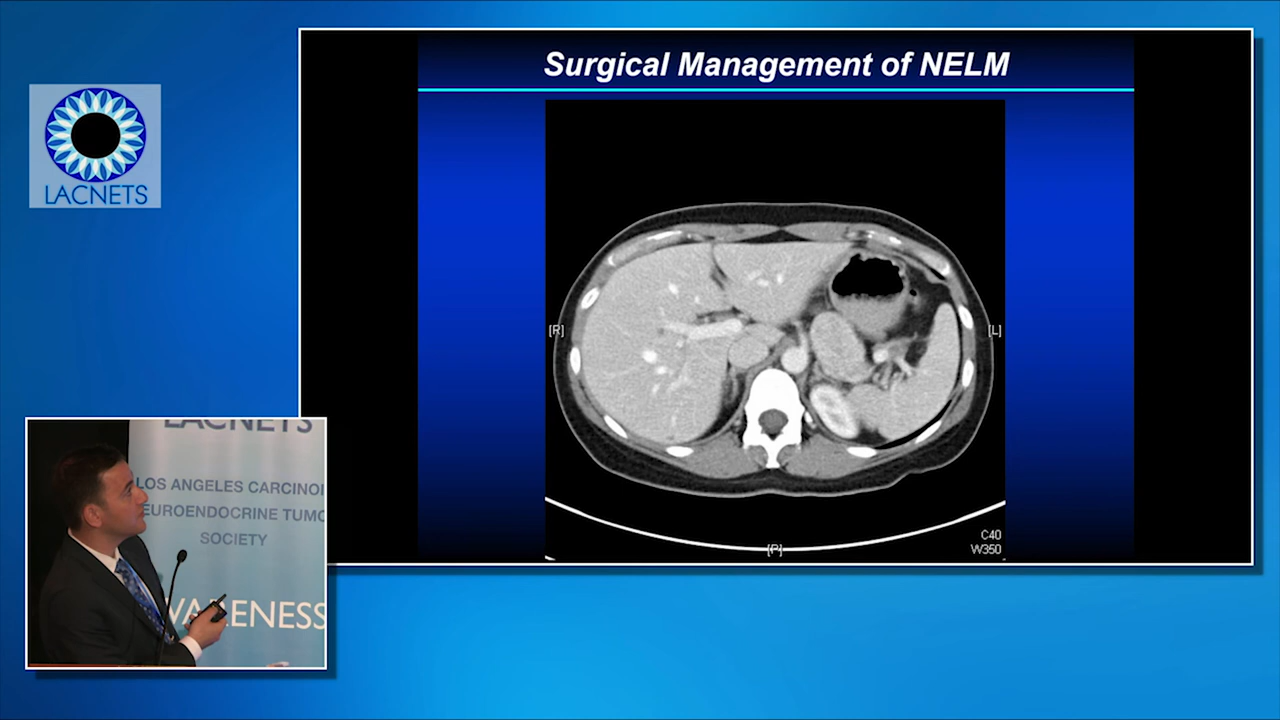 Surgical Management of NELM
LACNETS
[R]
[L]
C40
W350
[P]
LACNETS
LOS ANGELES CARCINOI
EUROENDOCRINE TUMO
SOCIETY
WARENESS